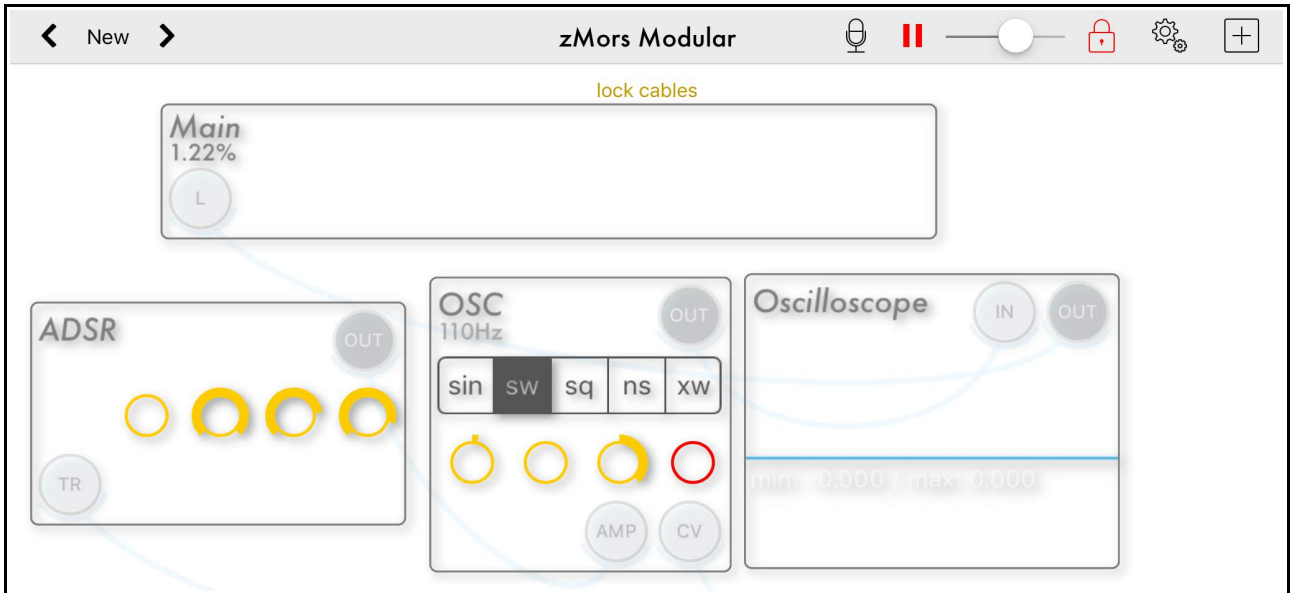 New
zMors Modular
lock cables
Main
1.22%
L
ADSR
OUT
TR
OSC
110Hz
OUT
sin sw sq ns xw
AMP CV
Oscilloscope
IN OUT
min: -0.000 / max: 0.000